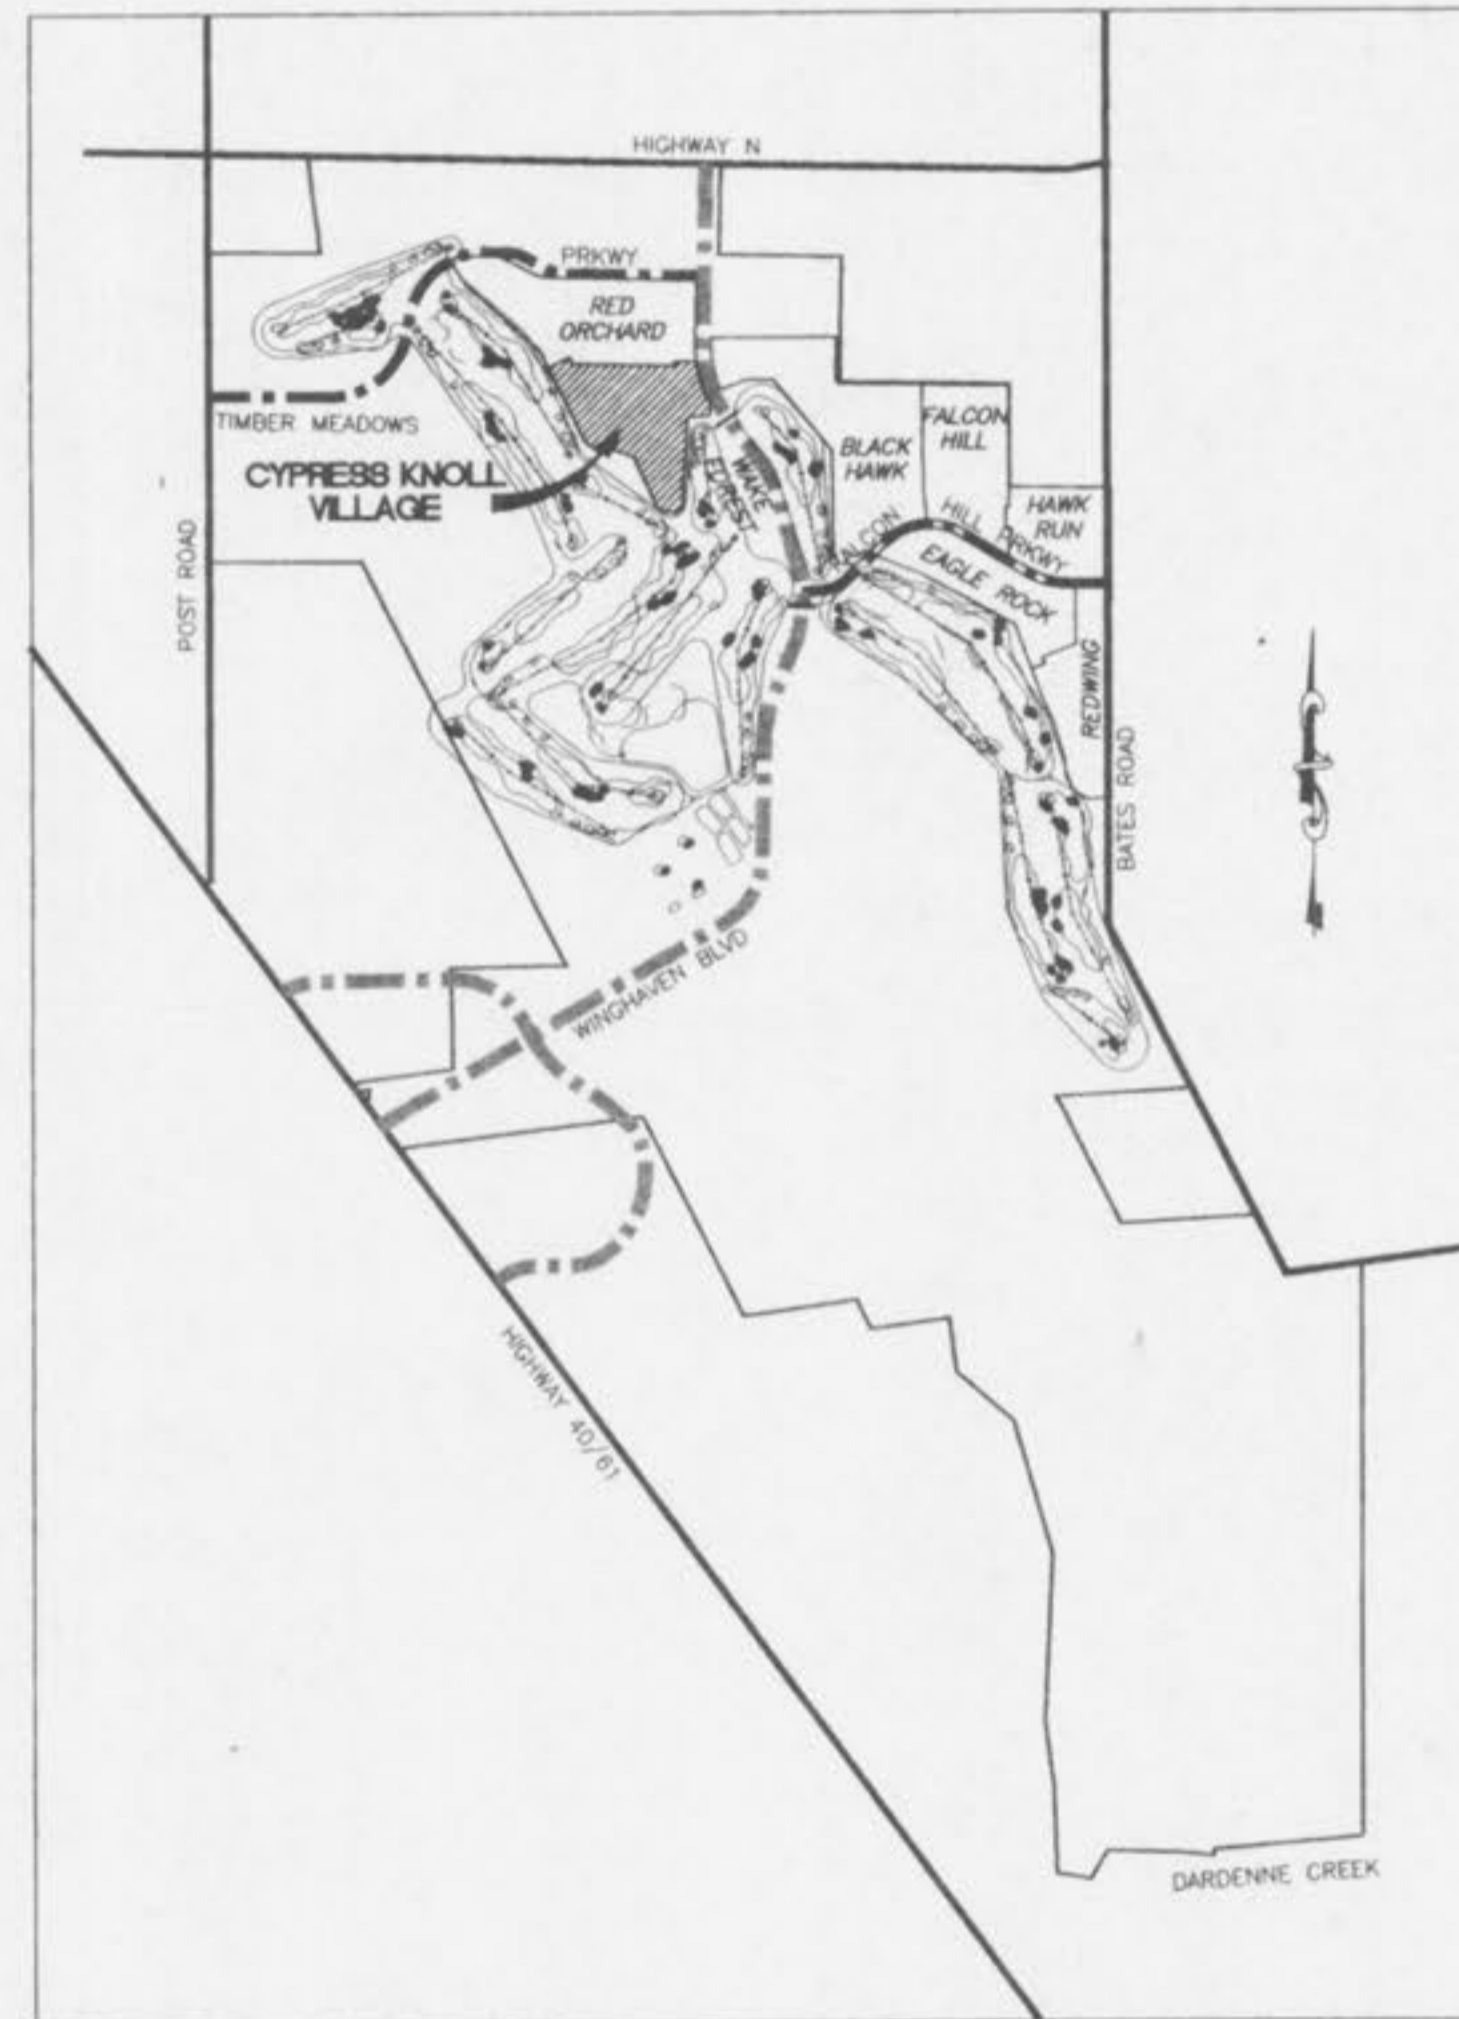 HIGHWAY N
PRKWY
RED
ORCHARD
TIMBER MEADOWS
CYPRESS KNOLL
VILLAGE
WAKE
FOREST
BLACK
HAWK
FALCON
HILL
HAWK
RUN
FALCON HILL PRKWY
EAGLE ROCK
REDWING
POST ROAD
BATES ROAD
WINGHAVEN BLVD
HIGHWAY 40/61
DARDENNE CREEK